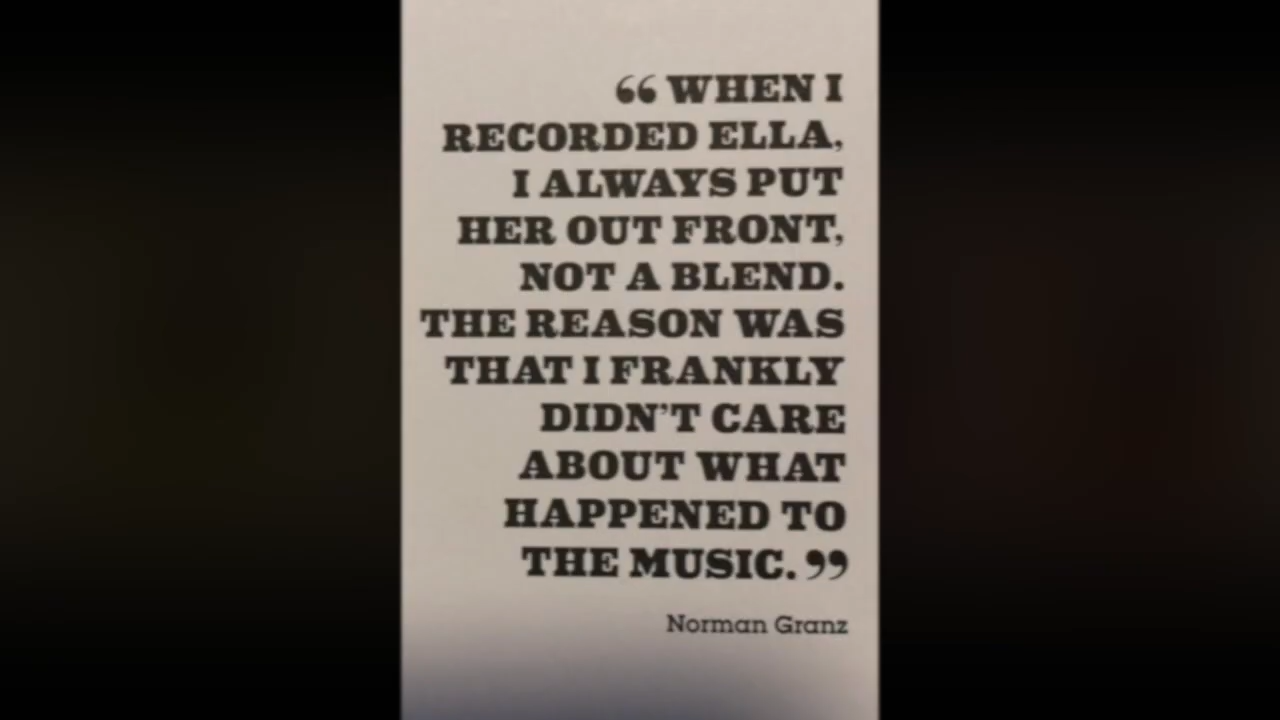 “WHEN I
RECORDED ELLA,
I ALWAYS PUT
HER OUT FRONT,
NOT A BLEND.
THE REASON WAS
THAT I FRANKLY
DIDN’T CARE
ABOUT WHAT
HAPPENED TO
THE MUSIC.”
Norman Granz